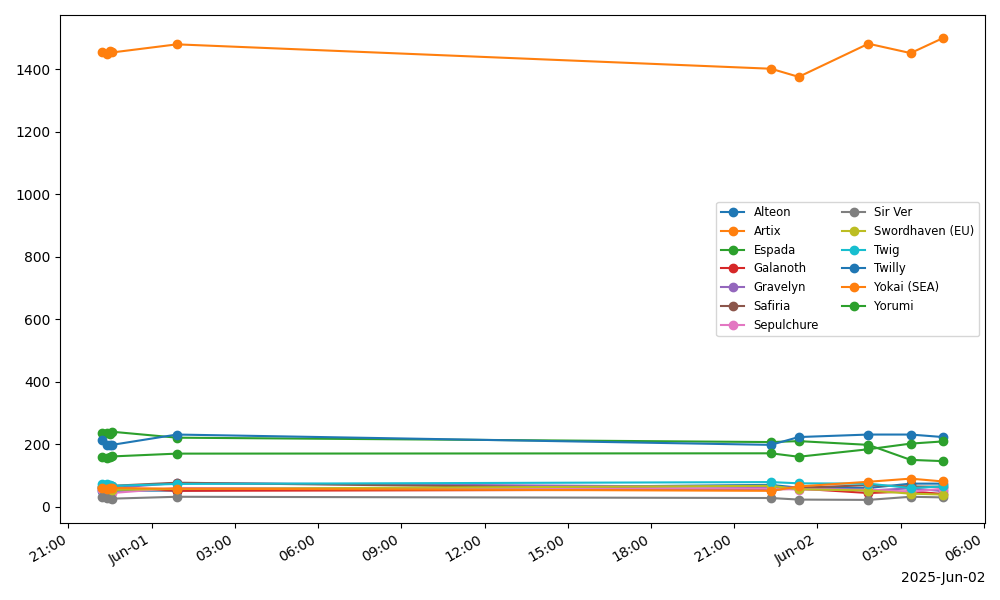 1400
1200
1000
800
600
400
200
0
Alteon
Artix
Espada
Galanoth
Gravelyn
Safiria
Sepulchure
Sir Ver
Swordhaven (EU)
Twig
Twilly
Yokai (SEA)
Yorumi
21:00
Jun-01
03:00
06:00
09:00
12:00
15:00
18:00
21:00
Jun-02
03:00
06:00
2025-Jun-02